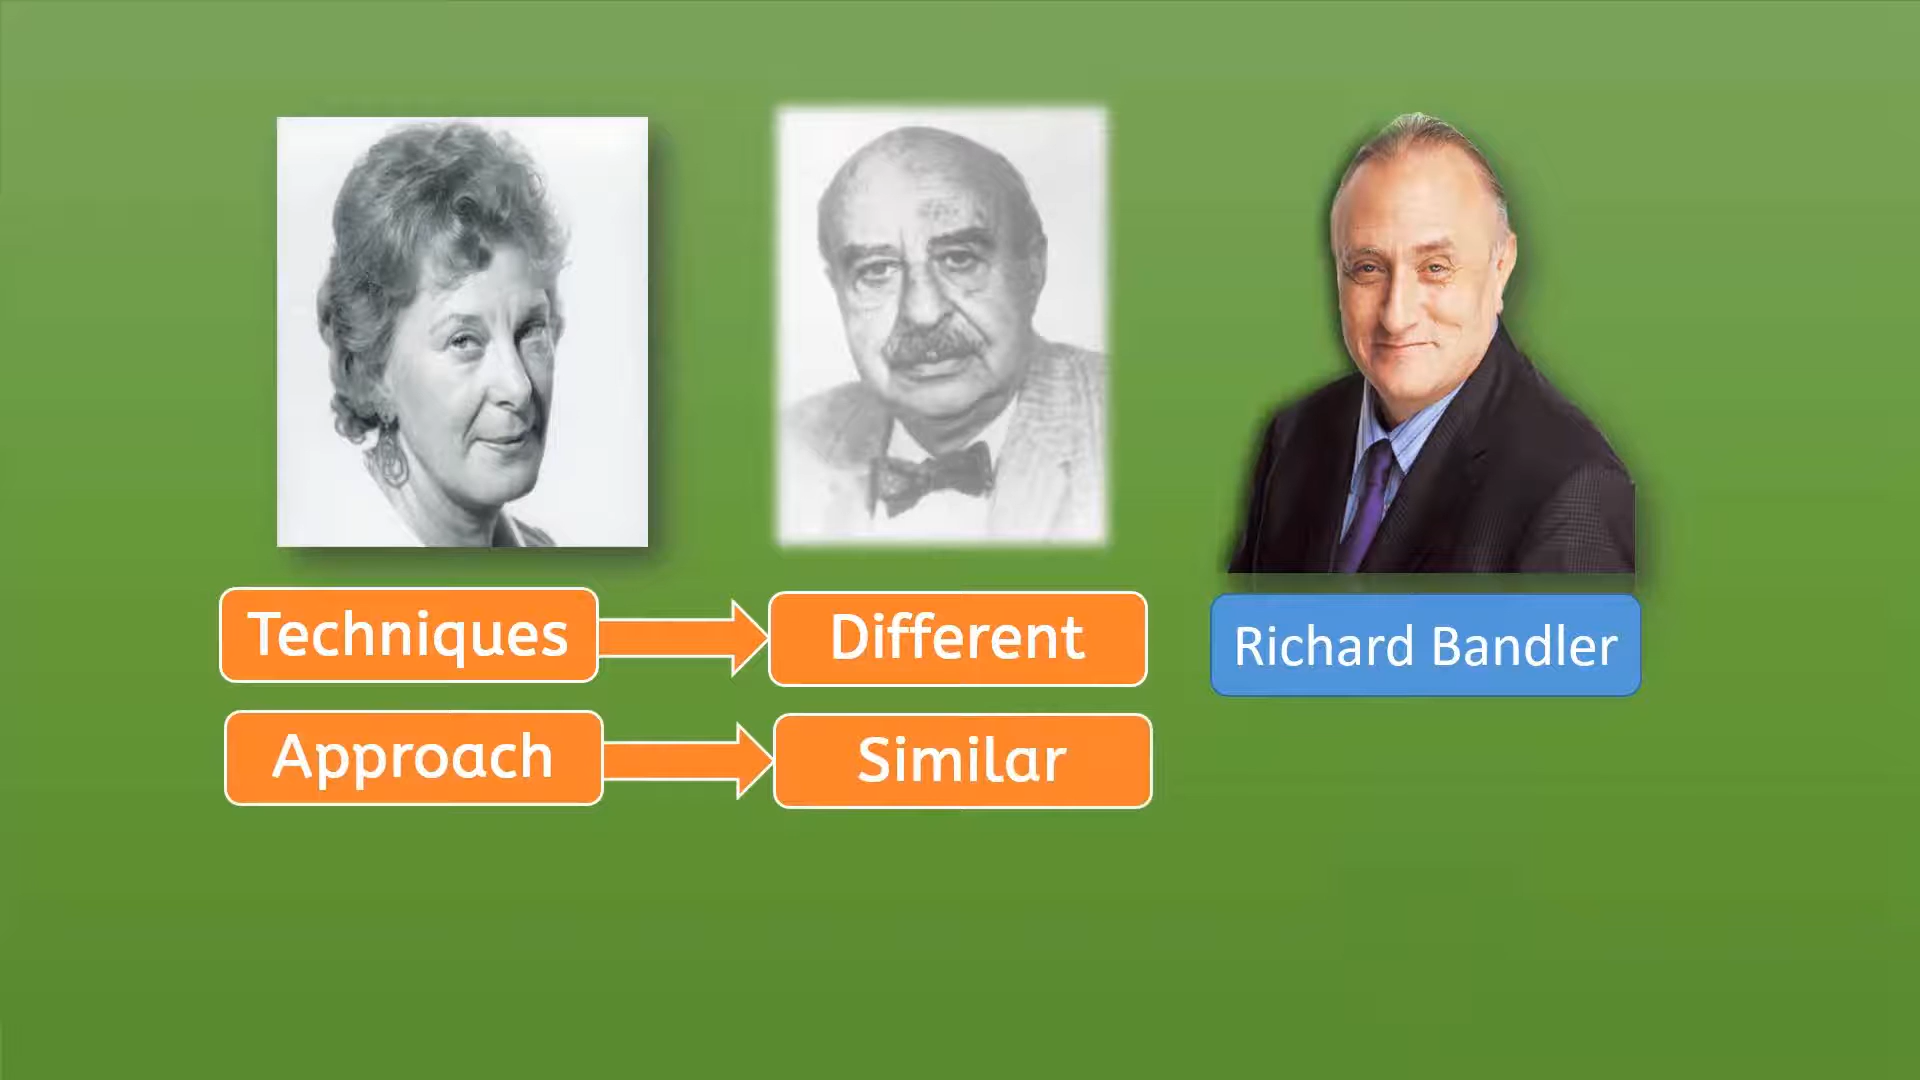 Techniques
Different
Richard Bandler
Approach
Similar